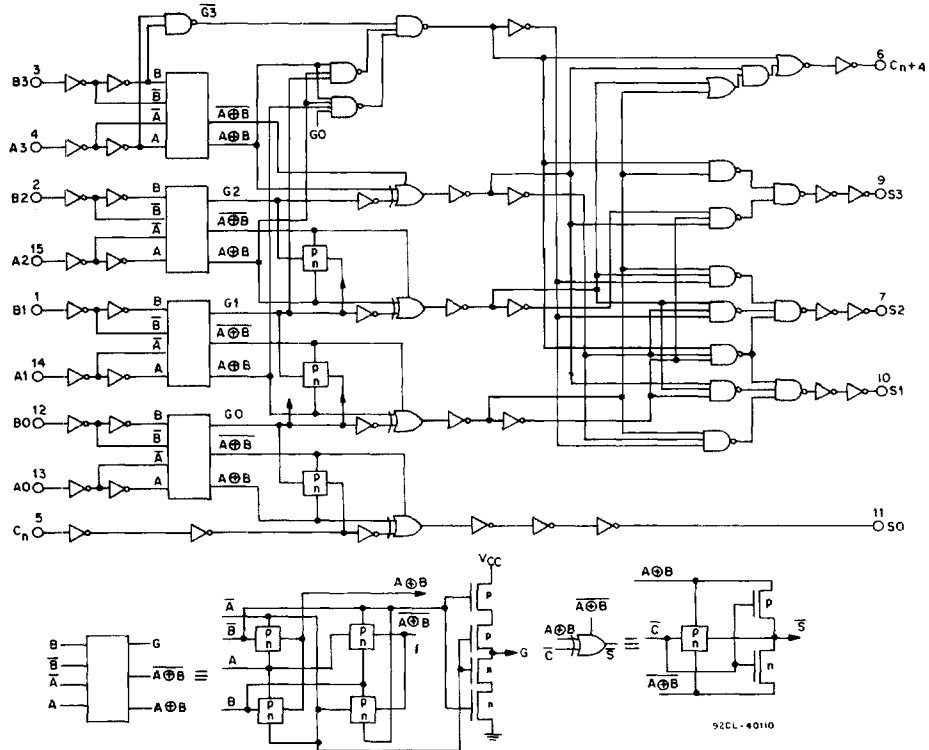 G̅3̅
3
B3
B
B̅
A̅
A
4
A3
A̅⊕̅B̅
A⊕B
G0
6
Cn+4
2
B2
B
B̅
A̅
A
15
A2
G2
A̅⊕̅B̅
A⊕B
p
n
9
S3
1
B1
B
B̅
A̅
A
14
A1
G1
A̅⊕̅B̅
A⊕B
p
n
7
S2
12
B0
B
B̅
A̅
A
13
A0
G0
A̅⊕̅B̅
A⊕B
p
n
10
S1
5
Cn
11
S0
B
B̅
A̅
A
G
A̅⊕̅B̅
A⊕B
≡
A̅
B̅
A
B
p
n
p
n
p
n
p
n
A⊕B
A̅⊕̅B̅
VCC
p
p
n
n
G
A̅⊕̅B̅
A⊕B
C̅
S̅
≡
A⊕B
C̅
A̅⊕̅B̅
p
n
p
n
S̅
92CL-40110